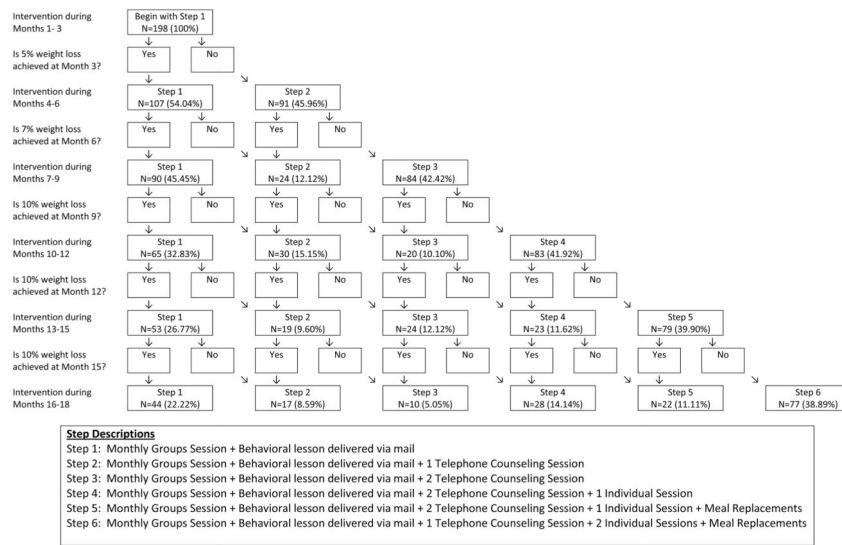 Intervention during Months 1- 3
Begin with Step 1
N=198 (100%)
Is 5% weight loss achieved at Month 3?
Yes No
Intervention during Months 4-6
Step 1 Step 2
N=107 (54.04%) N=91 (45.96%)
Is 7% weight loss achieved at Month 6?
Yes No Yes No
Intervention during Months 7-9
Step 1 Step 2 Step 3
N=90 (45.45%) N=24 (12.12%) N=84 (42.42%)
Is 10% weight loss achieved at Month 9?
Yes No Yes No Yes No
Intervention during Months 10-12
Step 1 Step 2 Step 3 Step 4
N=65 (32.83%) N=30 (15.15%) N=20 (10.10%) N=83 (41.92%)
Is 10% weight loss achieved at Month 12?
Yes No Yes No Yes No Yes No
Intervention during Months 13-15
Step 1 Step 2 Step 3 Step 4 Step 5
N=53 (26.77%) N=19 (9.60%) N=24 (12.12%) N=23 (11.62%) N=79 (39.90%)
Is 10% weight loss achieved at Month 15?
Yes No Yes No Yes No Yes No Yes No
Intervention during Months 16-18
Step 1 Step 2 Step 3 Step 4 Step 5 Step 6
N=44 (22.22%) N=17 (8.59%) N=10 (5.05%) N=28 (14.14%) N=22 (11.11%) N=77 (38.89%)
Step Descriptions
Step 1: Monthly Groups Session + Behavioral lesson delivered via mail
Step 2: Monthly Groups Session + Behavioral lesson delivered via mail + 1 Telephone Counseling Session
Step 3: Monthly Groups Session + Behavioral lesson delivered via mail + 2 Telephone Counseling Session
Step 4: Monthly Groups Session + Behavioral lesson delivered via mail + 2 Telephone Counseling Session + 1 Individual Session
Step 5: Monthly Groups Session + Behavioral lesson delivered via mail + 2 Telephone Counseling Session + 1 Individual Session + Meal Replacements
Step 6: Monthly Groups Session + Behavioral lesson delivered via mail + 1 Telephone Counseling Session + 2 Individual Sessions + Meal Replacements